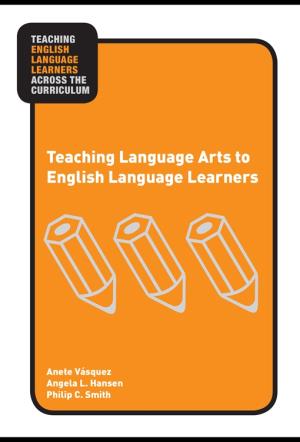 TEACHING
ENGLISH
LANGUAGE
LEARNERS
ACROSS THE
CURRICULUM
Teaching Language Arts to
English Language Learners
Anete Vásquez
Angela L. Hansen
Philip C. Smith